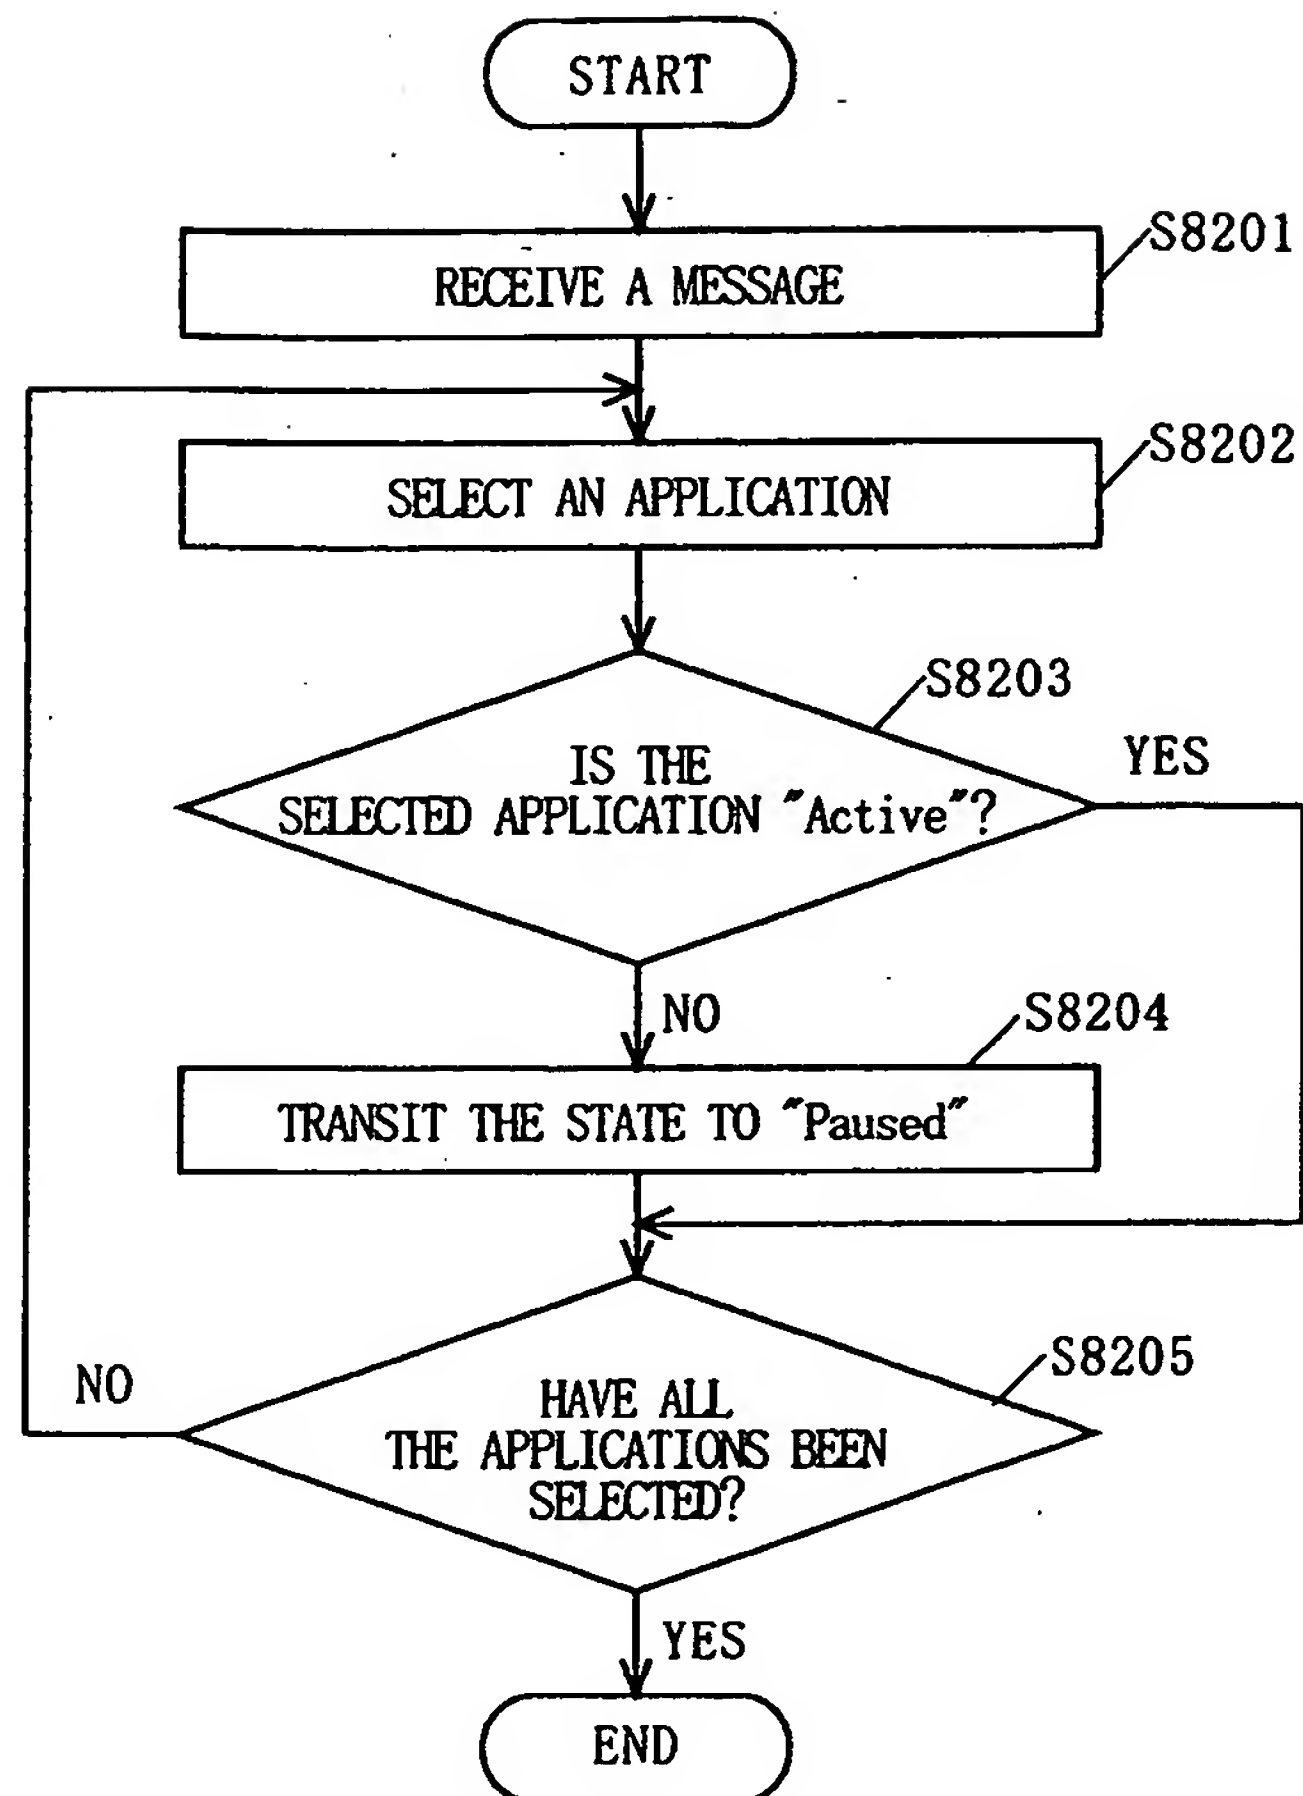 START
S8201
RECEIVE A MESSAGE
S8202
SELECT AN APPLICATION
S8203
YES
IS THE
SELECTED APPLICATION "Active"?
NO
S8204
TRANSIT THE STATE TO "Paused"
S8205
NO
HAVE ALL
THE APPLICATIONS BEEN
SELECTED?
YES
END